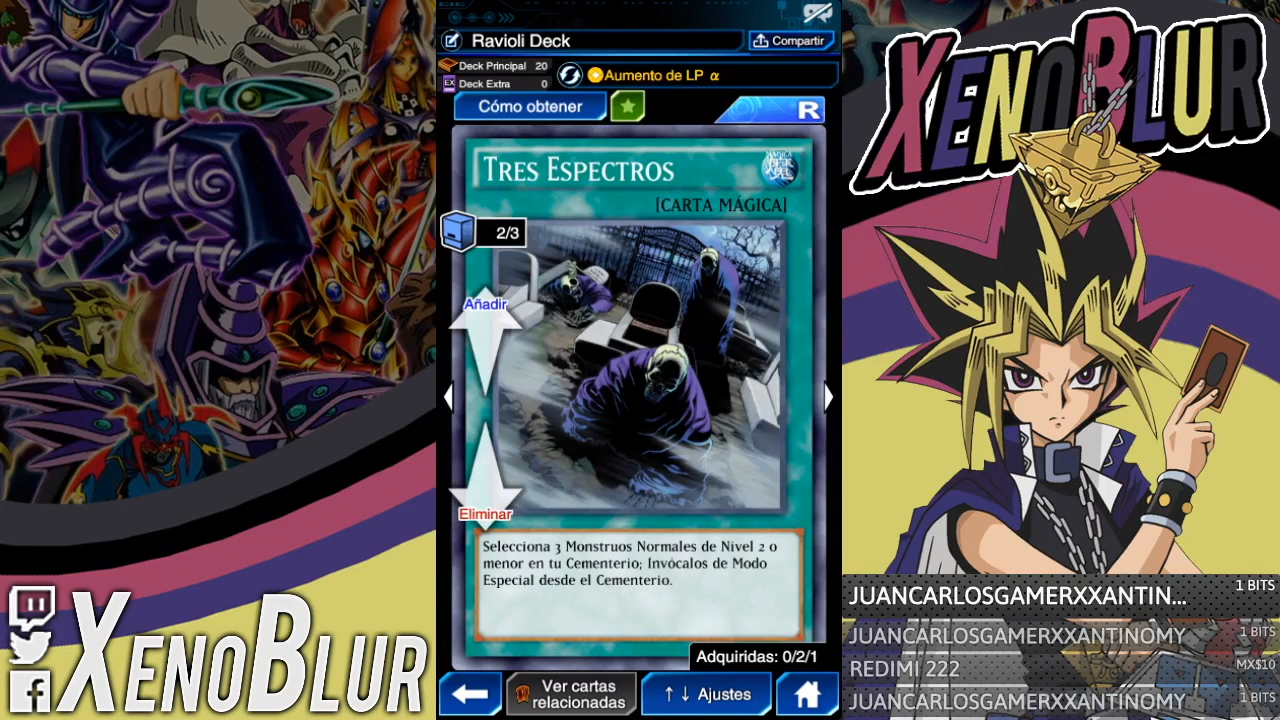 Ravioli Deck
Compartir
Deck Principal 20
EX Deck Extra 0
Aumento de LP α
Cómo obtener
R
TRES ESPECTROS
[CARTA MÁGICA]
2/3
Añadir
Eliminar
Selecciona 3 Monstruos Normales de Nivel 2 o
menor en tu Cementerio; Invócalos de Modo
Especial desde el Cementerio.
Adquiridas: 0/2/1
Ver cartas
relacionadas
↑↓ Ajustes
XENOBLUR
XENOBLUR
JUANCARLOSGAMERXXANTIN... 1 BITS
JUANCARLOSGAMERXXANTINOMY 1 BITS
REDIMI 222 MX$10
JUANCARLOSGAMERXXANTINOMY 1 BITS